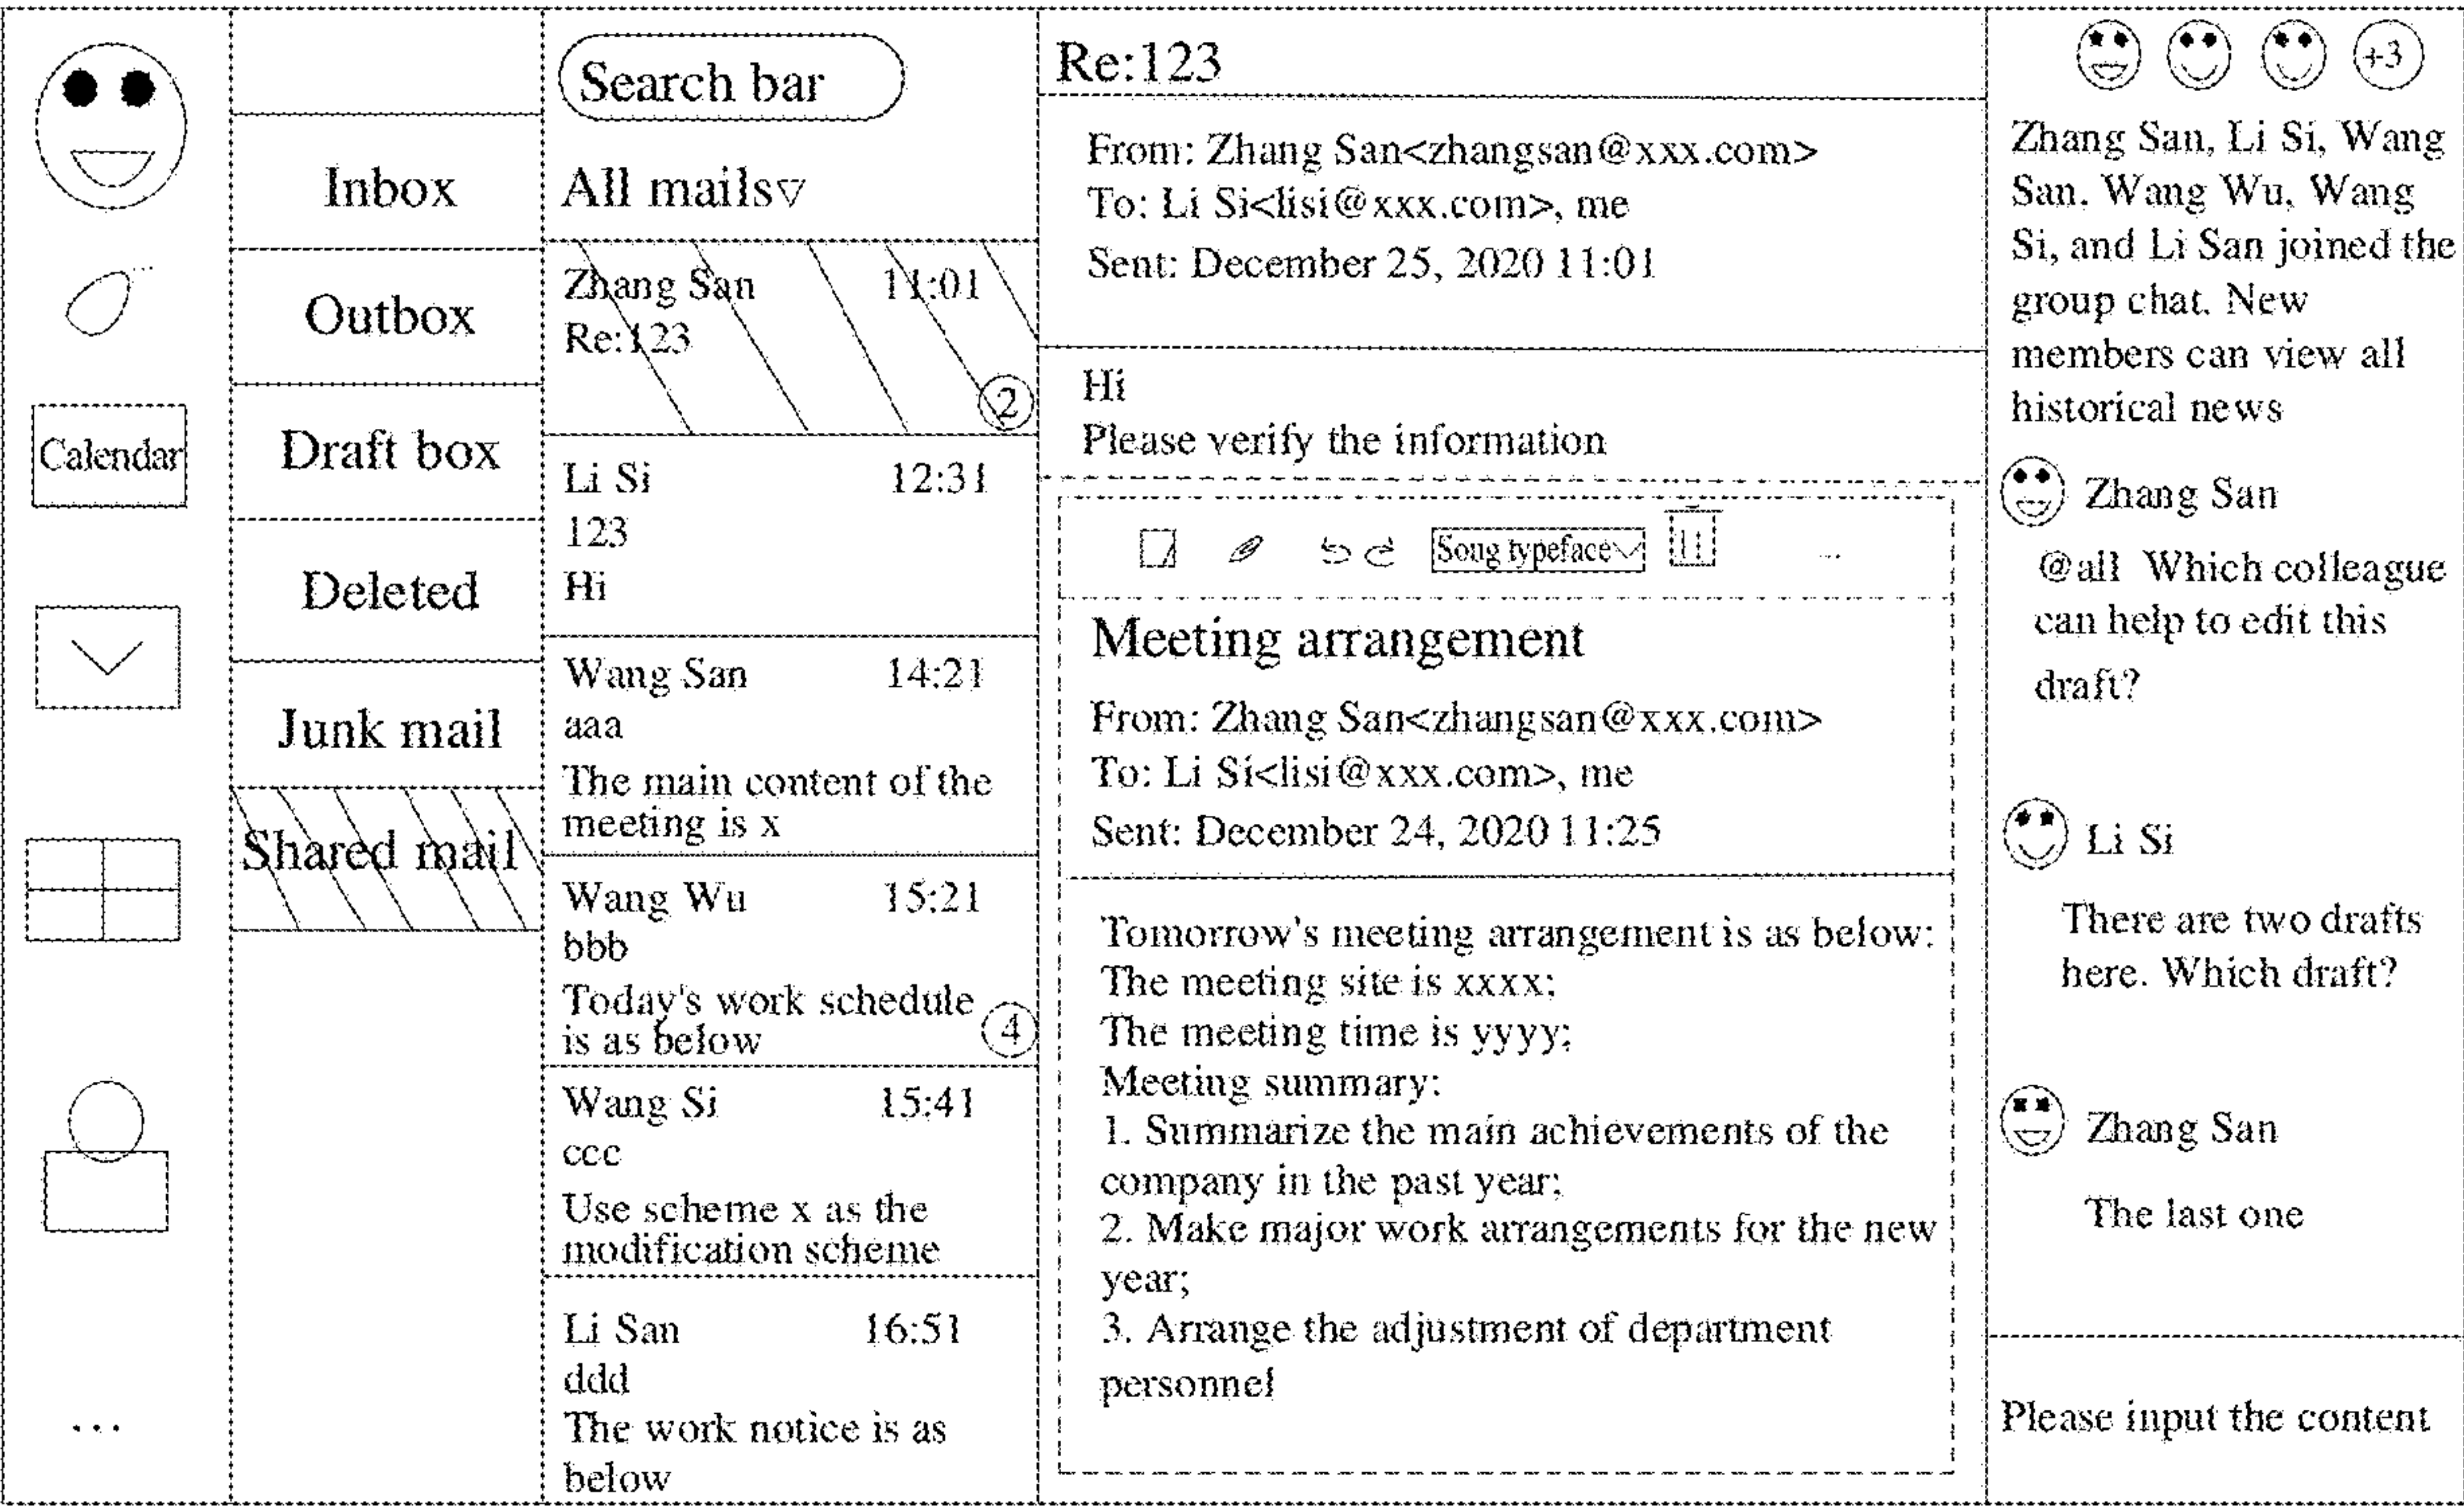 Calendar
...
Inbox
Outbox
Draft box
Deleted
Junk mail
Shared mail
Search bar
All mails▽
Zhang San 11:01
Re:123
2
Li Si 12:31
123
Hi
Wang San 14:21
aaa
The main content of the
meeting is x
Wang Wu 15:21
bbb
Today's work schedule
is as below
4
Wang Si 15:41
ccc
Use scheme x as the
modification scheme
Li San 16:51
ddd
The work notice is as
below
Re:123
From: Zhang San<zhangsan@xxx.com>
To: Li Si<lisi@xxx.com>, me
Sent: December 25, 2020 11:01
Hi
Please verify the information
Song typeface
...
Meeting arrangement
From: Zhang San<zhangsan@xxx.com>
To: Li Si<lisi@xxx.com>, me
Sent: December 24, 2020 11:25
Tomorrow's meeting arrangement is as below:
The meeting site is xxxx;
The meeting time is yyyy;
Meeting summary:
1. Summarize the main achievements of the
company in the past year;
2. Make major work arrangements for the new
year;
3. Arrange the adjustment of department
personnel
+3
Zhang San, Li Si, Wang
San, Wang Wu, Wang
Si, and Li San joined the
group chat. New
members can view all
historical news
Zhang San
@all Which colleague
can help to edit this
draft?
Li Si
There are two drafts
here. Which draft?
Zhang San
The last one
Please input the content